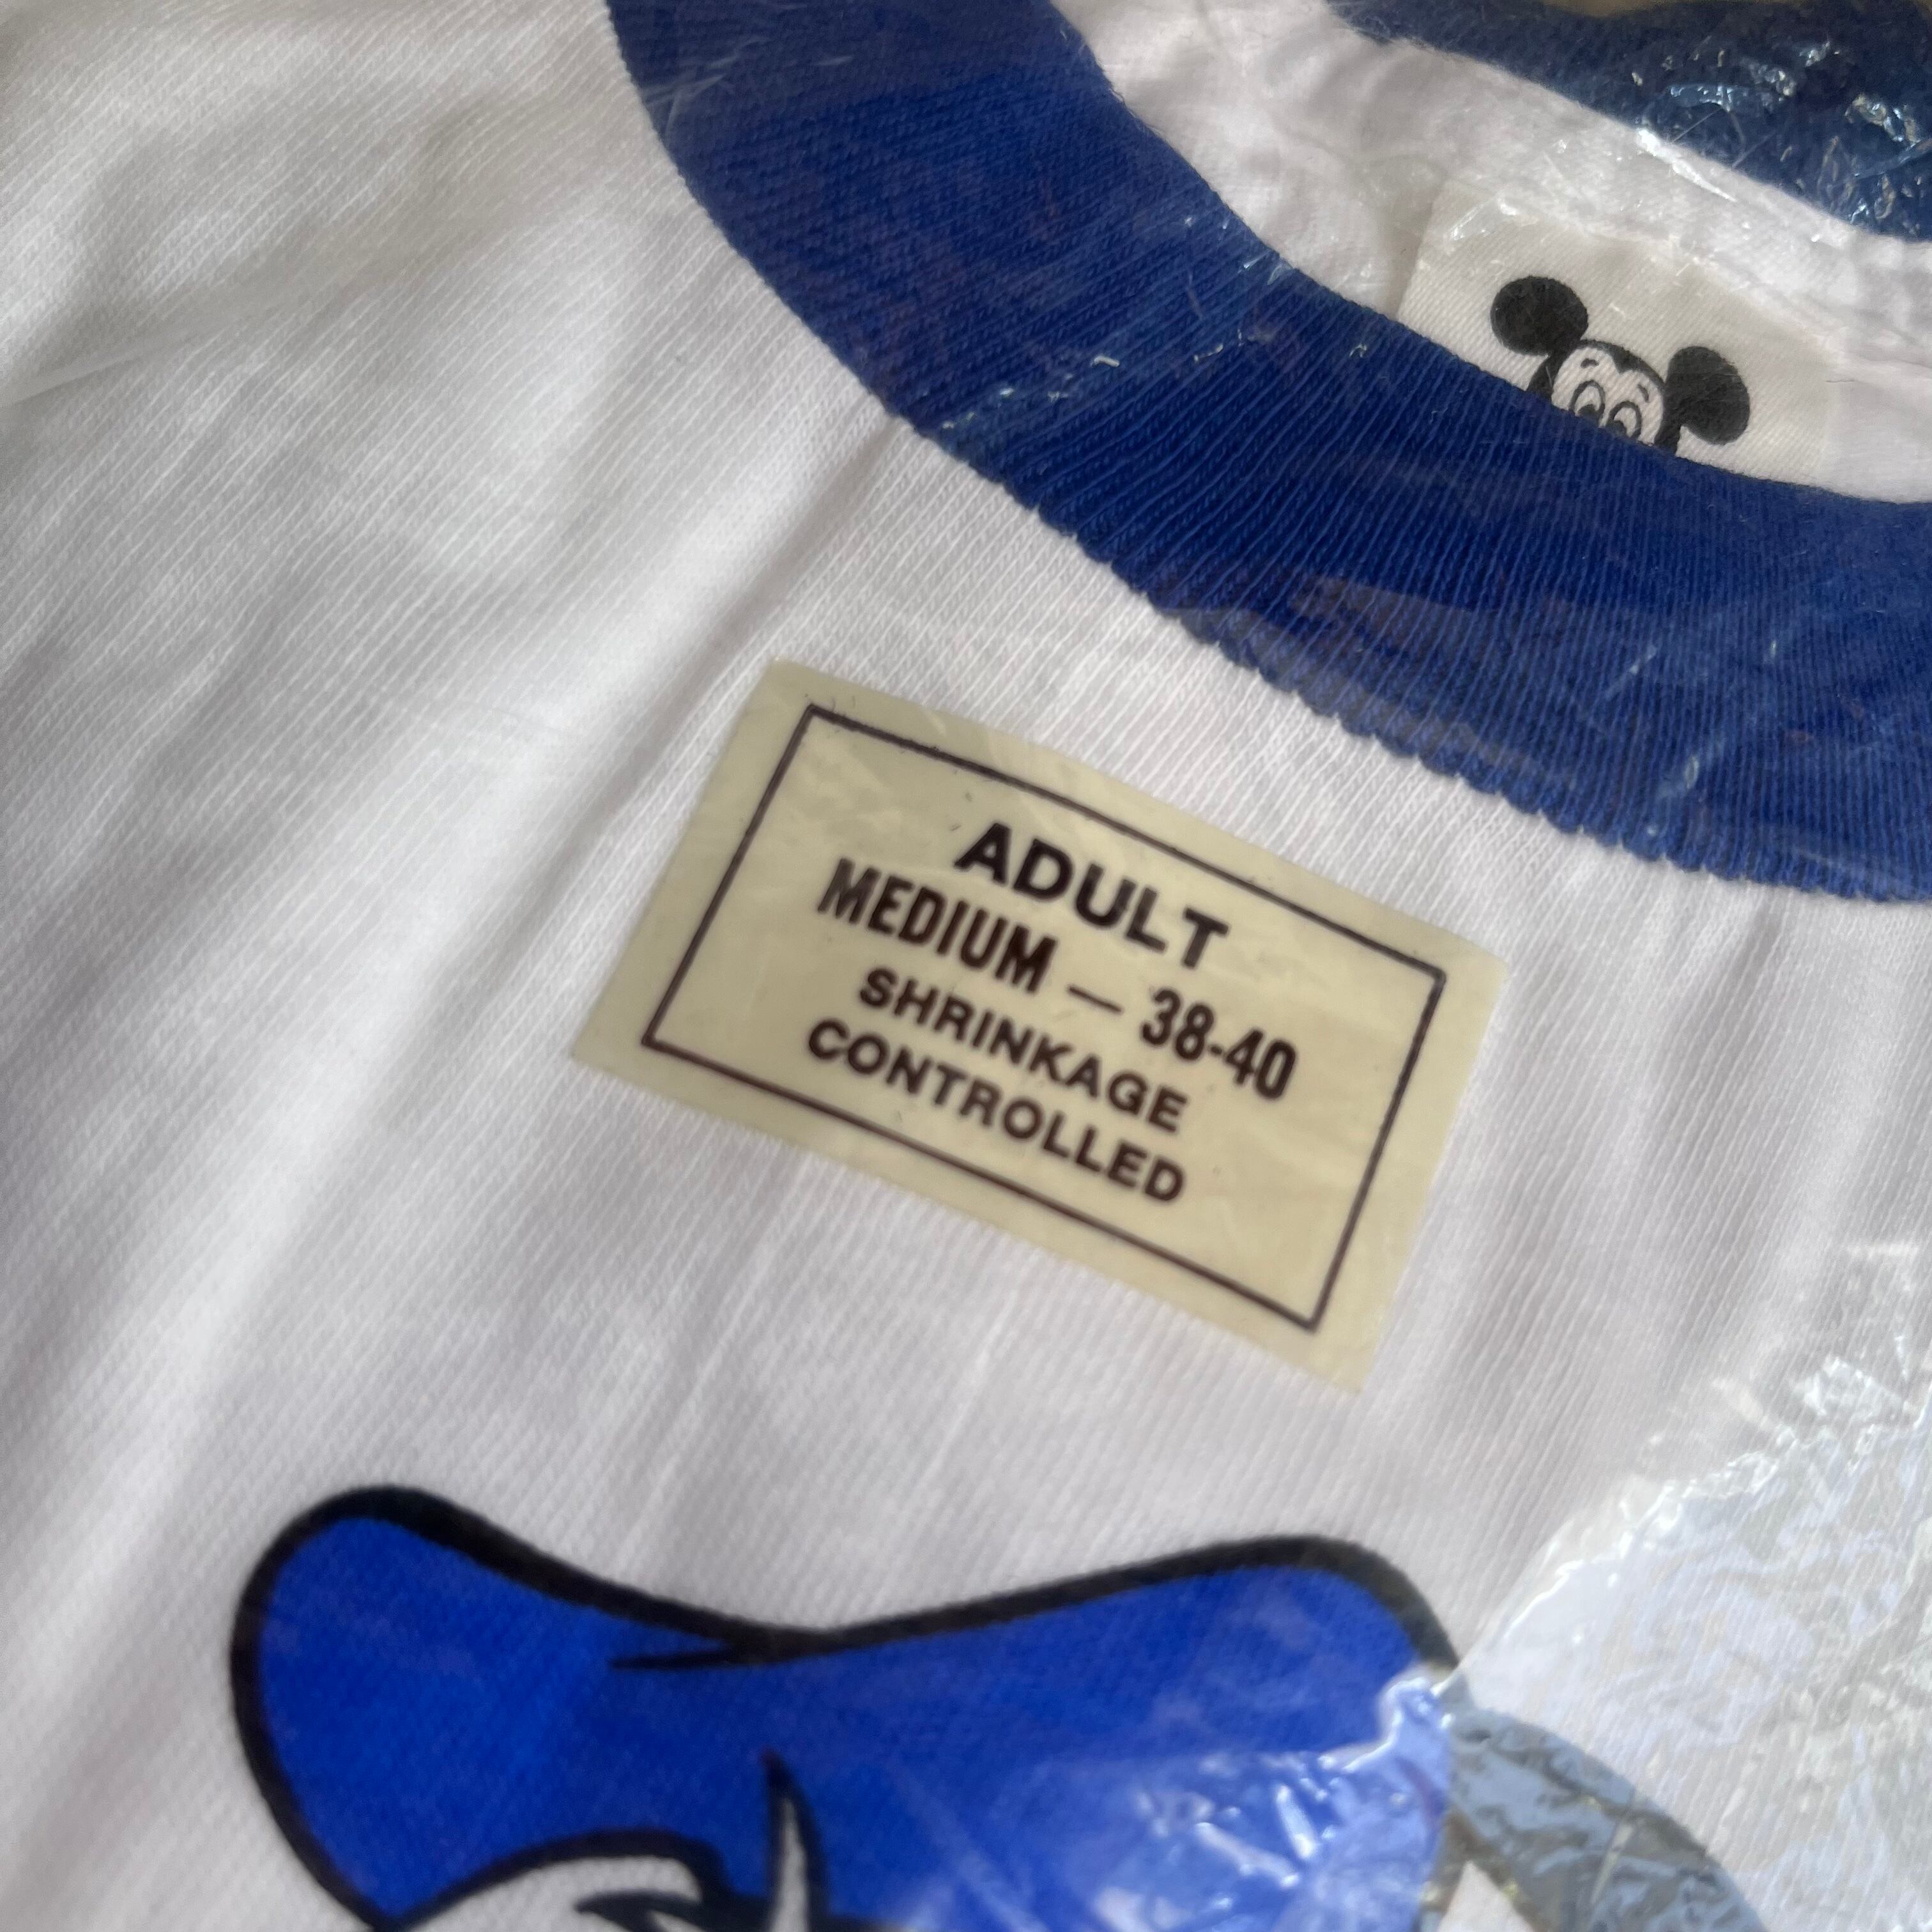 ADULT
MEDIUM — 38-40
SHRINKAGE
CONTROLLED